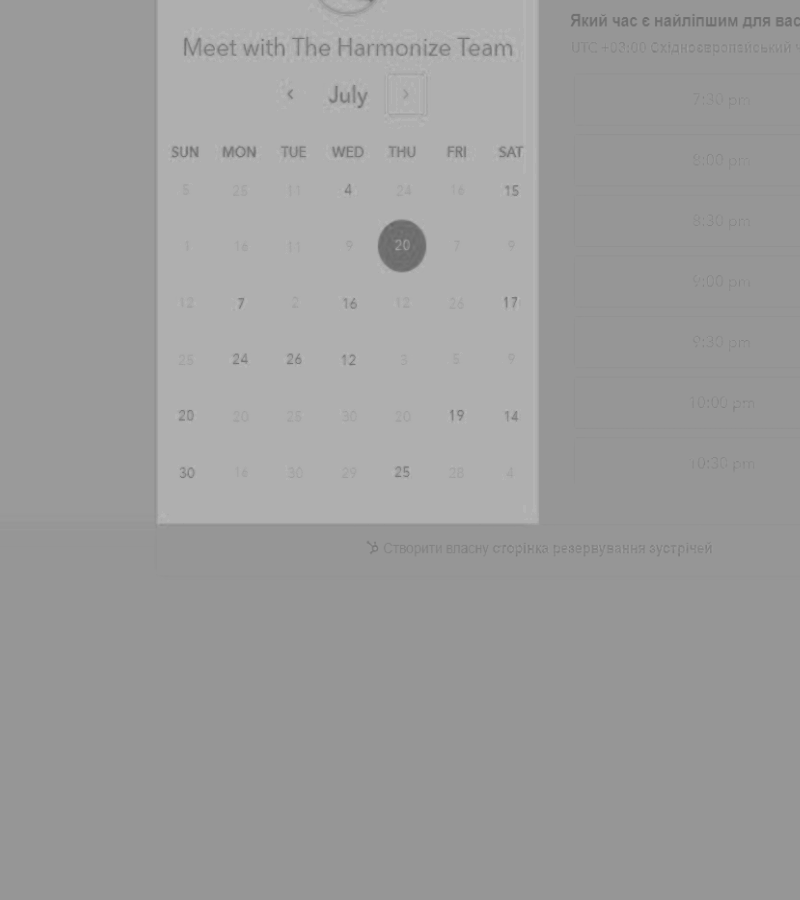 Meet with The Harmonize Team
‹ July ›
SUN MON TUE WED THU FRI SAT
5 25 11 4 24 16 15
1 16 11 9 20 7 9
12 7 2 16 12 26 17
25 24 26 12 3 5 9
20 20 25 30 20 19 14
30 16 30 29 25 28 4
Який час є найліпшим для вас
UTC +03:00 Східноєвропейський ч
7:30 pm
8:00 pm
8:30 pm
9:00 pm
9:30 pm
10:00 pm
10:30 pm
Створити власну сторінка резервування зустрічей